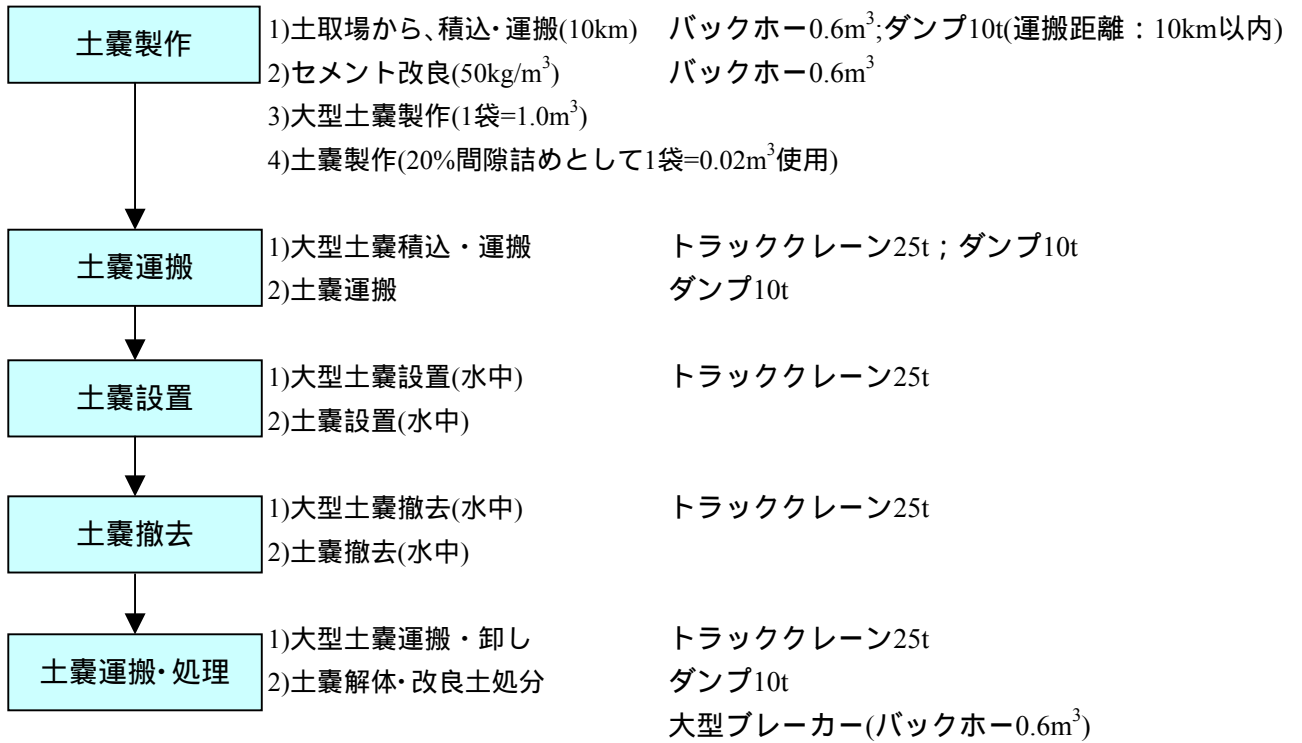 土嚢製作
1)土取場から、積込・運搬(10km) バックホー0.6m³;ダンプ10t(運搬距離：10km以内)
2)セメント改良(50kg/m³) バックホー0.6m³
3)大型土嚢製作(1袋=1.0m³)
4)土嚢製作(20%間隙詰めとして1袋=0.02m³使用)
土嚢運搬
1)大型土嚢積込・運搬 トラッククレーン25t；ダンプ10t
2)土嚢運搬 ダンプ10t
土嚢設置
1)大型土嚢設置(水中) トラッククレーン25t
2)土嚢設置(水中)
土嚢撤去
1)大型土嚢撤去(水中) トラッククレーン25t
2)土嚢撤去(水中)
土嚢運搬・処理
1)大型土嚢運搬・卸し トラッククレーン25t
2)土嚢解体・改良土処分 ダンプ10t
大型ブレーカー(バックホー0.6m³)